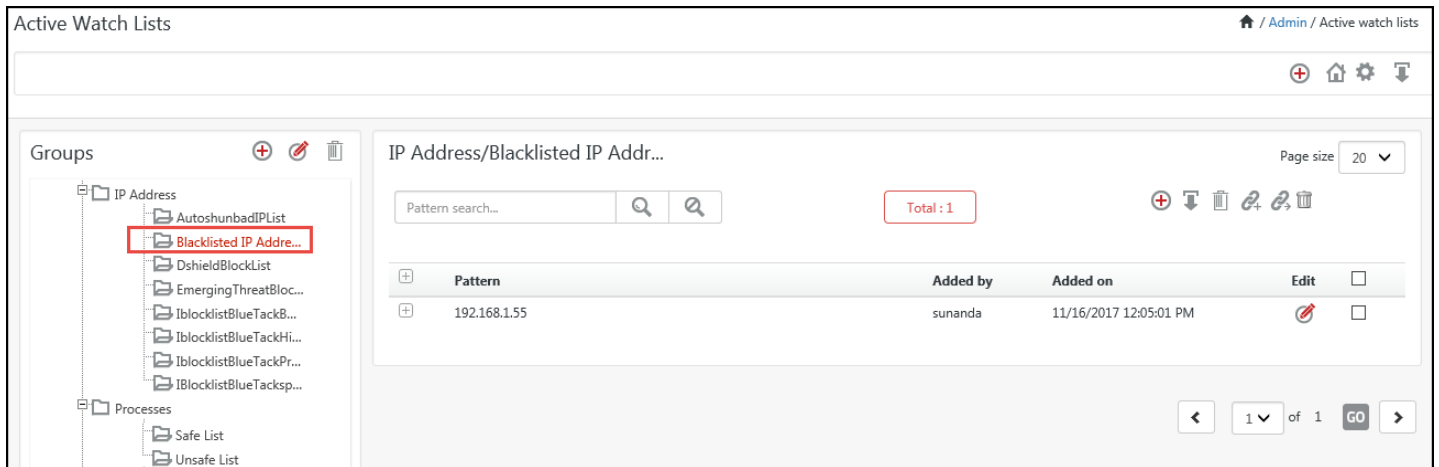 Active Watch Lists
/ Admin / Active watch lists
Groups
IP Address
AutoshunbadIPList
Blacklisted IP Addre...
DshieldBlockList
EmergingThreatBloc...
IblocklistBlueTackB...
IblocklistBlueTackHi...
IblocklistBlueTackPr...
IBlocklistBlueTacksp...
Processes
Safe List
Unsafe List
IP Address/Blacklisted IP Addr...
Page size 20
Pattern search...
Total : 1
Pattern Added by Added on Edit
192.168.1.55 sunanda 11/16/2017 12:05:01 PM
1 of 1 GO